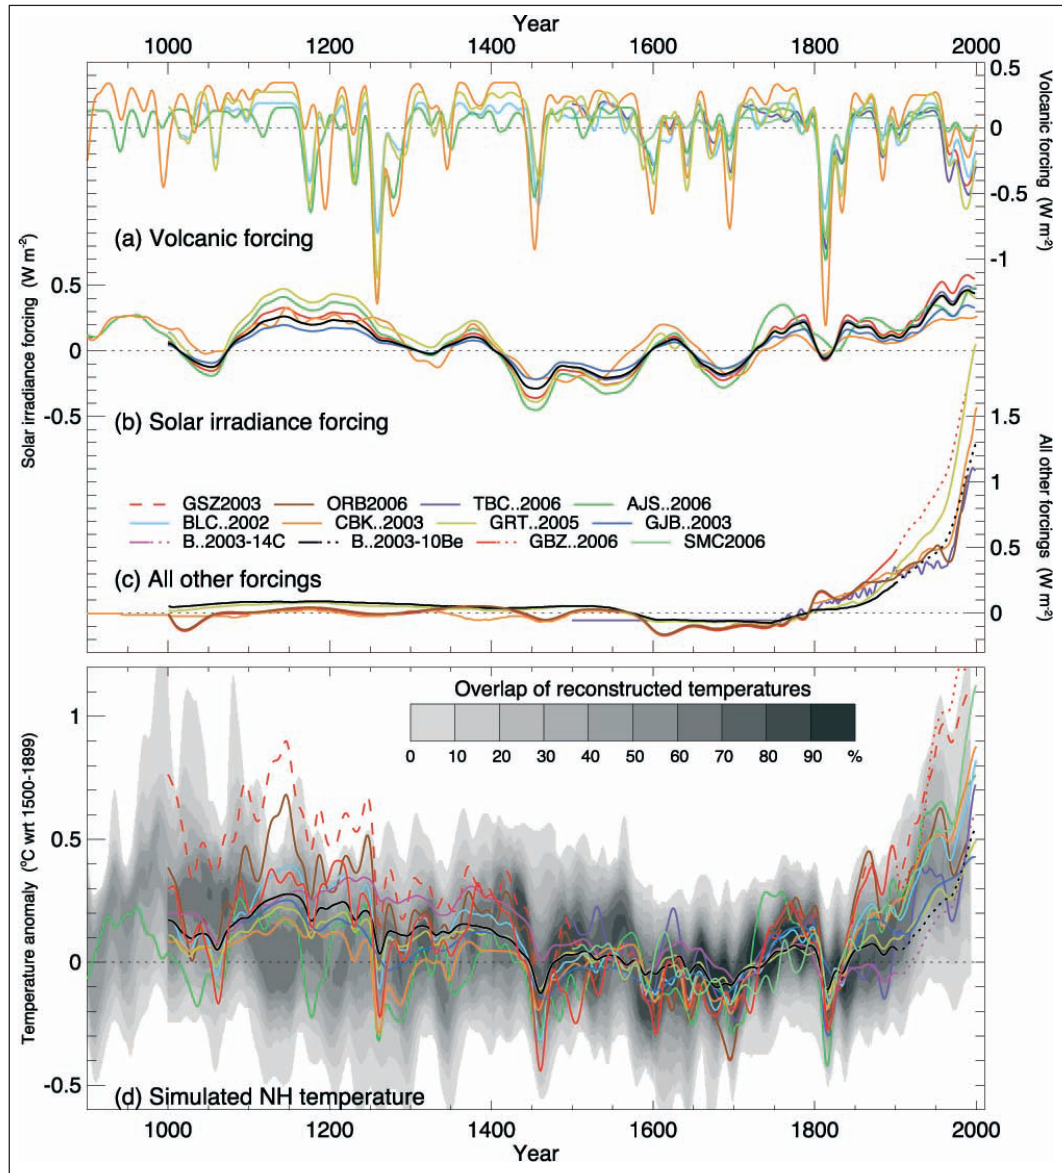 Year
1000 1200 1400 1600 1800 2000
0.5
0
-0.5
-1
Volcanic forcing (W m-2)
(a) Volcanic forcing
0.5
0
-0.5
Solar irradiance forcing (W m-2)
(b) Solar irradiance forcing
1.5
1
0.5
0
All other forcings (W m-2)
GSZ2003 ORB2006 TBC..2006 AJS..2006
BLC..2002 CBK..2003 GRT..2005 GJB..2003
B..2003-14C B..2003-10Be GBZ..2006 SMC2006
(c) All other forcings
Overlap of reconstructed temperatures
0 10 20 30 40 50 60 70 80 90 %
1
0.5
0
-0.5
Temperature anomaly (°C wrt 1500-1899)
(d) Simulated NH temperature
1000 1200 1400 1600 1800 2000
Year